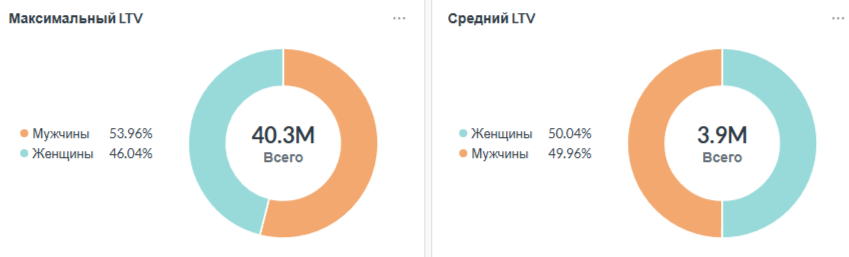 Максимальный LTV
...
Мужчины 53.96%
Женщины 46.04%
40.3M
Всего
Средний LTV
...
Женщины 50.04%
Мужчины 49.96%
3.9M
Всего